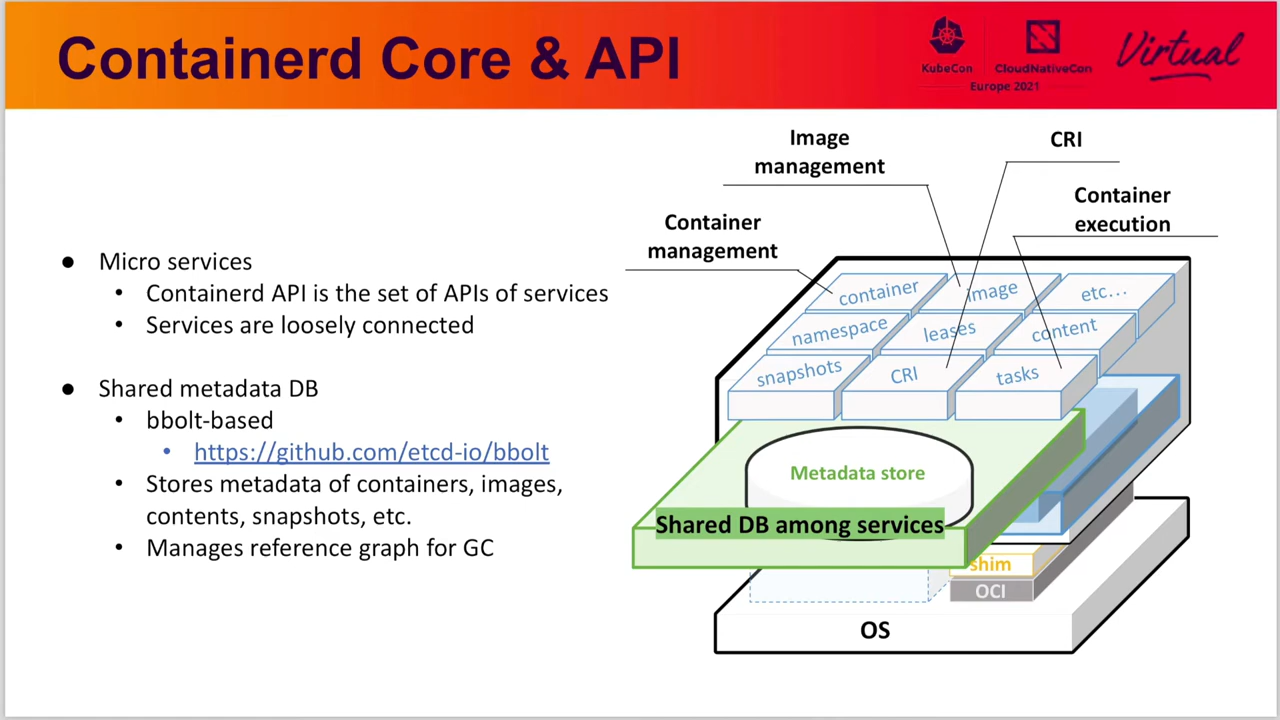 Containerd Core & API
KubeCon
CloudNativeCon
Europe 2021
Virtual
● Micro services
• Containerd API is the set of APIs of services
• Services are loosely connected
● Shared metadata DB
• bbolt-based
• https://github.com/etcd-io/bbolt
• Stores metadata of containers, images,
contents, snapshots, etc.
• Manages reference graph for GC
Image
management
CRI
Container
execution
Container
management
container
image
etc...
namespace
leases
content
snapshots
CRI
tasks
Metadata store
Shared DB among services
shim
OCI
OS